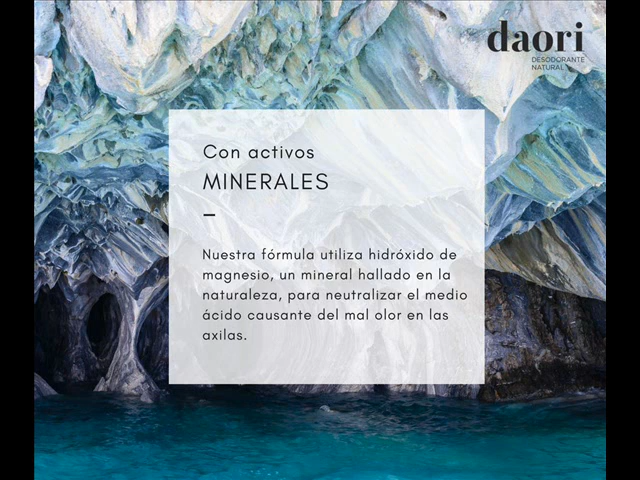 daori
DESODORANTE
NATURAL
Con activos
MINERALES
–
Nuestra fórmula utiliza hidróxido de
magnesio, un mineral hallado en la
naturaleza, para neutralizar el medio
ácido causante del mal olor en las
axilas.